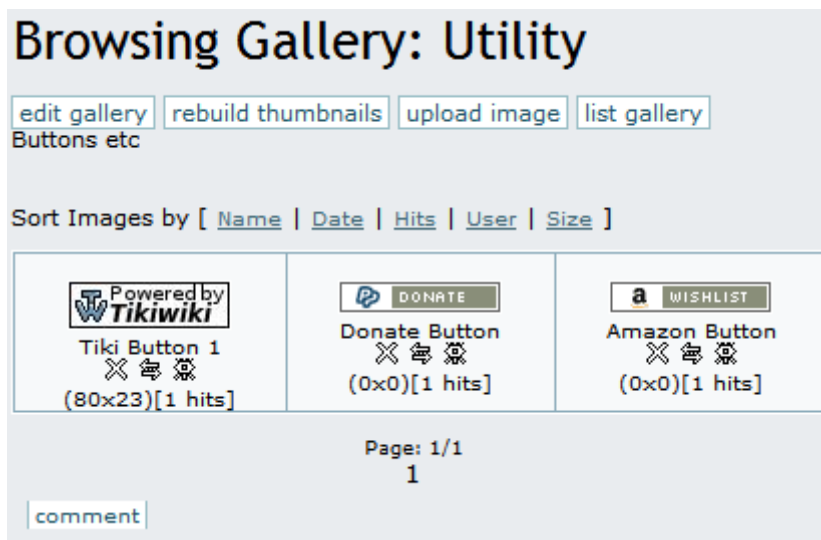 Browsing Gallery: Utility
edit gallery rebuild thumbnails upload image list gallery
Buttons etc
Sort Images by [ Name | Date | Hits | User | Size ]
Powered by
Tikiwiki
DONATE
WISHLIST
Tiki Button 1
Donate Button
Amazon Button
(80x23)[1 hits]
(0x0)[1 hits]
(0x0)[1 hits]
Page: 1/1
1
comment